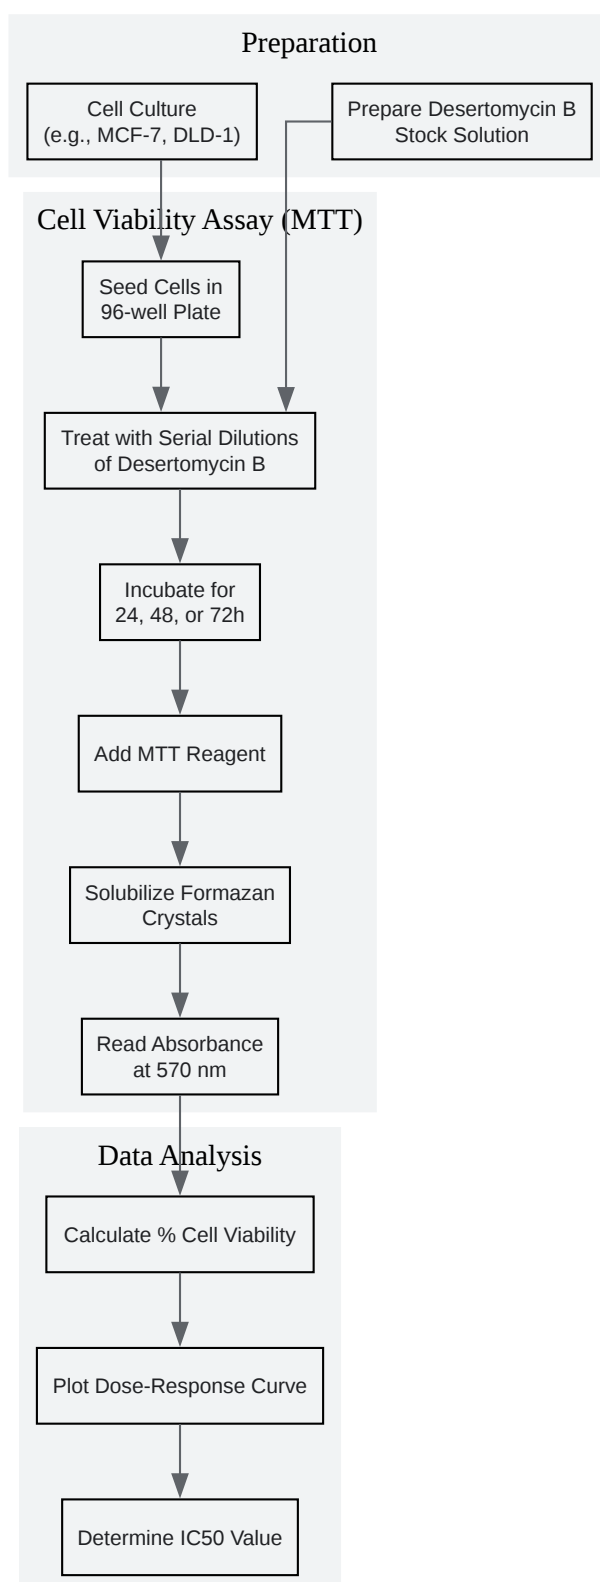 Preparation
Cell Culture
(e.g., MCF-7, DLD-1)
Prepare Desertomycin B
Stock Solution
Cell Viability Assay (MTT)
Seed Cells in
96-well Plate
Treat with Serial Dilutions
of Desertomycin B
Incubate for
24, 48, or 72h
Add MTT Reagent
Solubilize Formazan
Crystals
Read Absorbance
at 570 nm
Data Analysis
Calculate % Cell Viability
Plot Dose-Response Curve
Determine IC50 Value